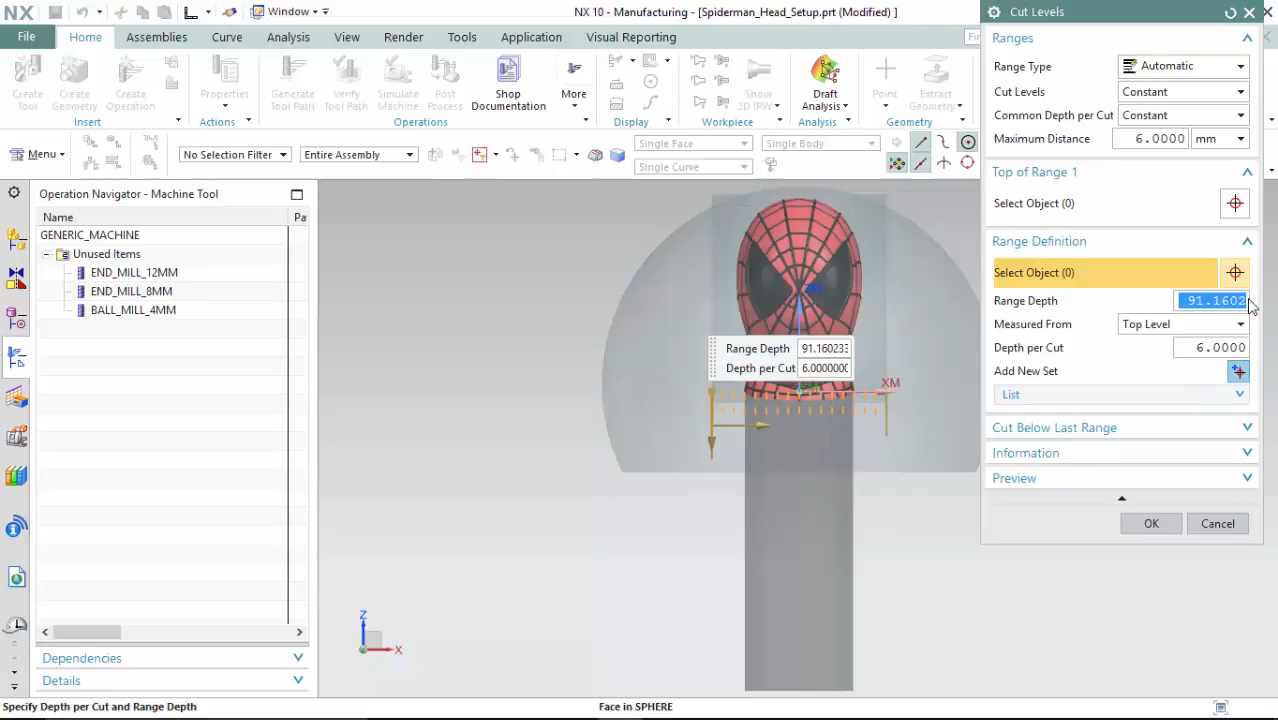 NX
Window
NX 10 - Manufacturing - [Spiderman_Head_Setup.prt (Modified) ]
Cut Levels
File
Home
Assemblies
Curve
Analysis
View
Render
Tools
Application
Visual Reporting
Create Tool
Create Geometry
Create Operation
Properties
Generate Tool Path
Verify Tool Path
Simulate Machine
Post Process
Shop Documentation
More
Show 3D IPW
Draft Analysis
Point
Extract Geometry
Insert
Actions
Operations
Display
Workpiece
Analysis
Geometry
Menu
No Selection Filter
Entire Assembly
Single Face
Single Body
Single Curve
Operation Navigator - Machine Tool
Name
Pa
GENERIC_MACHINE
Unused Items
END_MILL_12MM
END_MILL_8MM
BALL_MILL_4MM
Dependencies
Details
Range Depth 91.16023
Depth per Cut 6.0000000
XM
Z
X
Ranges
Range Type Automatic
Cut Levels Constant
Common Depth per Cut Constant
Maximum Distance 6.0000 mm
Top of Range 1
Select Object (0)
Range Definition
Select Object (0)
Range Depth 91.1602
Measured From Top Level
Depth per Cut 6.0000
Add New Set
List
Cut Below Last Range
Information
Preview
OK
Cancel
Specify Depth per Cut and Range Depth
Face in SPHERE